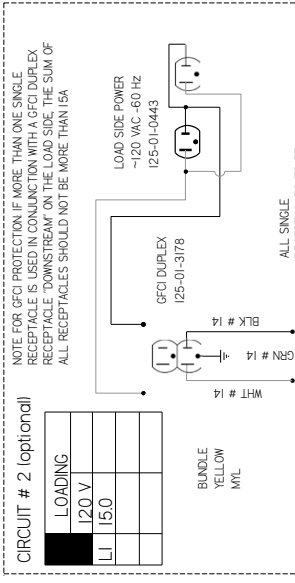 CIRCUIT # 2 (optional)
NOTE FOR GFCI PROTECTION: IF MORE THAN ONE SINGLE
RECEPTACLE IS USED IN CONJUNCTION WITH A GFCI DUPLEX
RECEPTACLE "DOWNSTREAM" ON THE LOAD SIDE, THE SUM OF
ALL RECEPTACLES SHOULD NOT BE MORE THAN 15A
LOADING
120 V
L1 15.0
LOAD SIDE POWER
~120 VAC -60 Hz
125-01-0443
GFCI DUPLEX
125-01-3178
BLK # 14
GRN # 14
WHT # 14
BUNDLE
YELLOW
MYL
ALL SINGLE